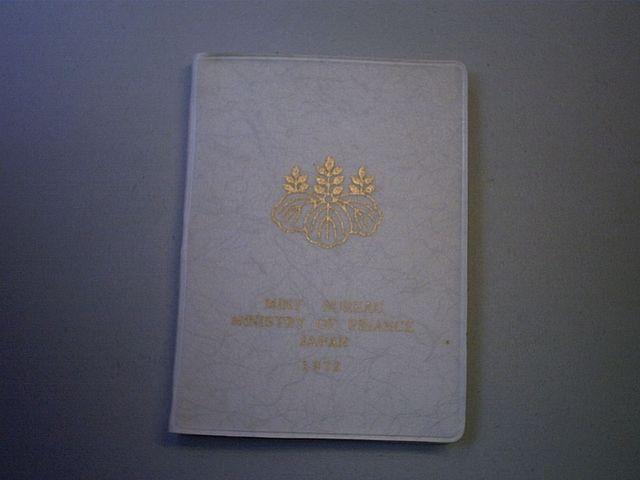 MINT BUREAU
MINISTRY OF FINANCE
JAPAN
1972